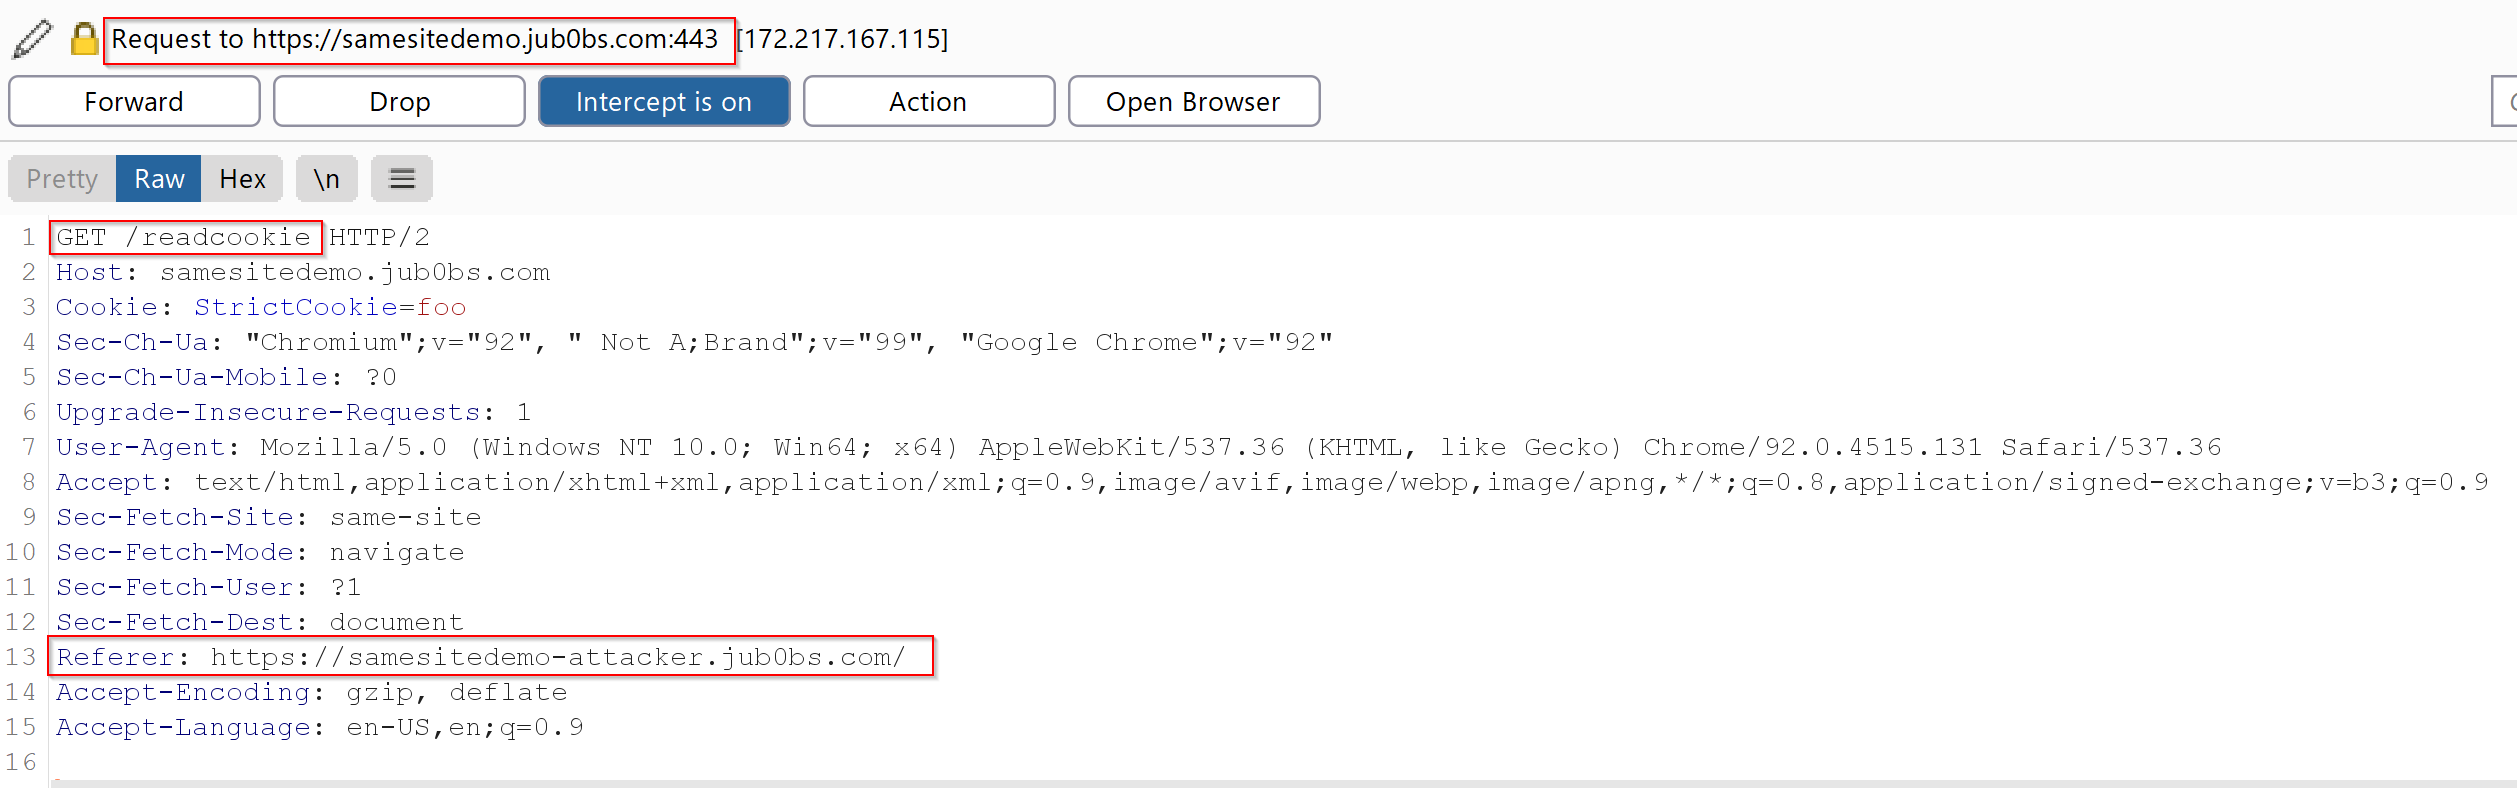 Request to https://samesitedemo.jub0bs.com:443 [172.217.167.115]
Forward Drop Intercept is on Action Open Browser
Pretty Raw Hex \n
1 GET /readcookie HTTP/2
2 Host: samesitedemo.jub0bs.com
3 Cookie: StrictCookie=foo
4 Sec-Ch-Ua: "Chromium";v="92", " Not A;Brand";v="99", "Google Chrome";v="92"
5 Sec-Ch-Ua-Mobile: ?0
6 Upgrade-Insecure-Requests: 1
7 User-Agent: Mozilla/5.0 (Windows NT 10.0; Win64; x64) AppleWebKit/537.36 (KHTML, like Gecko) Chrome/92.0.4515.131 Safari/537.36
8 Accept: text/html,application/xhtml+xml,application/xml;q=0.9,image/avif,image/webp,image/apng,*/*;q=0.8,application/signed-exchange;v=b3;q=0.9
9 Sec-Fetch-Site: same-site
10 Sec-Fetch-Mode: navigate
11 Sec-Fetch-User: ?1
12 Sec-Fetch-Dest: document
13 Referer: https://samesitedemo-attacker.jub0bs.com/
14 Accept-Encoding: gzip, deflate
15 Accept-Language: en-US,en;q=0.9
16